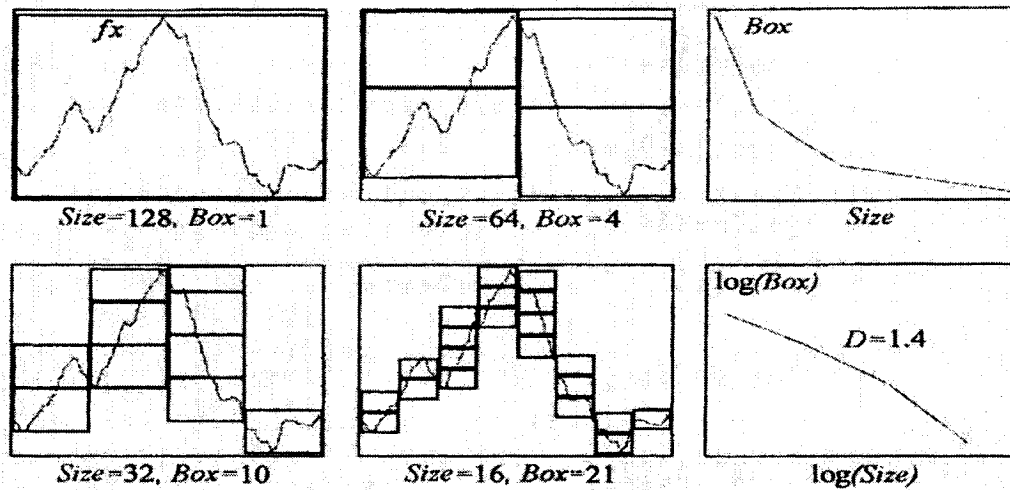 fx
Size=128, Box=1
Size=64, Box=4
Box
Size
Size=32, Box=10
Size=16, Box=21
log(Box)
D=1.4
log(Size)